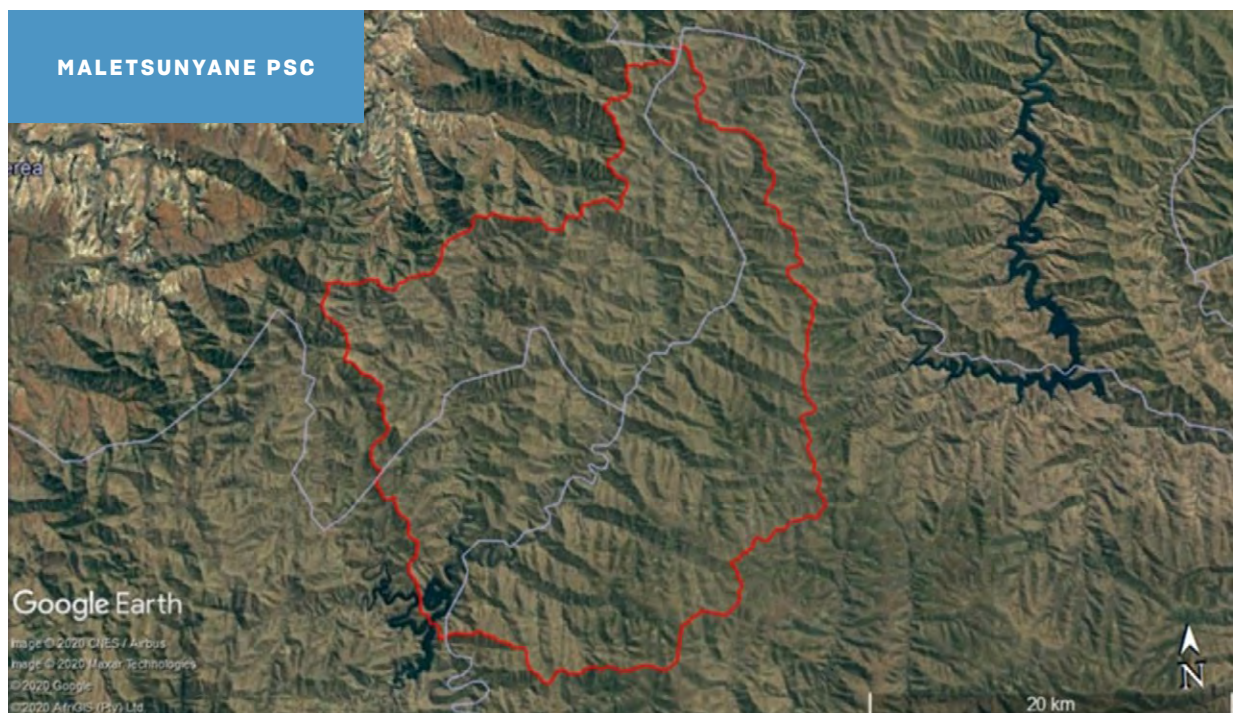 MALETSUNYANE PSC
erea
Google Earth
Image © 2020 CNES / Airbus
Image © 2020 Maxar Technologies
© 2020 Google
© 2020 AfriGIS (Pty) Ltd.
N
20 km